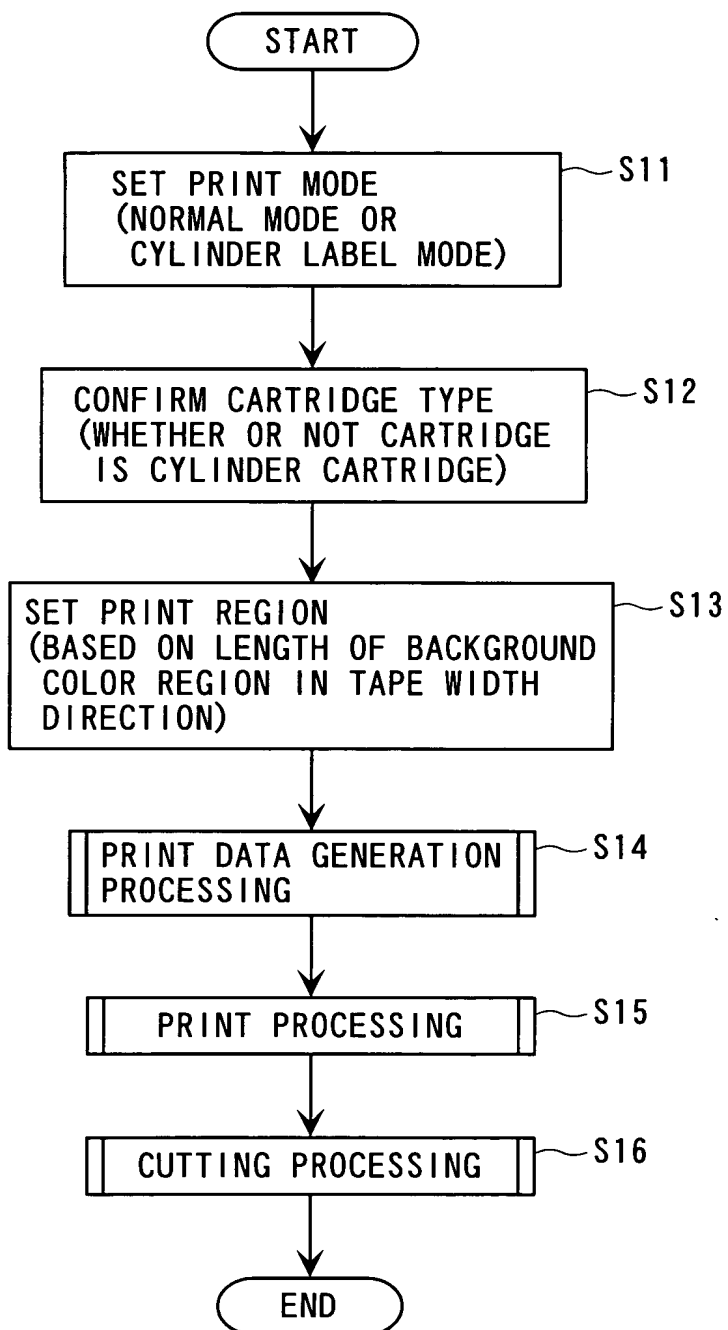 START
SET PRINT MODE
(NORMAL MODE OR
CYLINDER LABEL MODE)
S11
CONFIRM CARTRIDGE TYPE
(WHETHER OR NOT CARTRIDGE
IS CYLINDER CARTRIDGE)
S12
SET PRINT REGION
(BASED ON LENGTH OF BACKGROUND
COLOR REGION IN TAPE WIDTH
DIRECTION)
S13
PRINT DATA GENERATION
PROCESSING
S14
PRINT PROCESSING
S15
CUTTING PROCESSING
S16
END